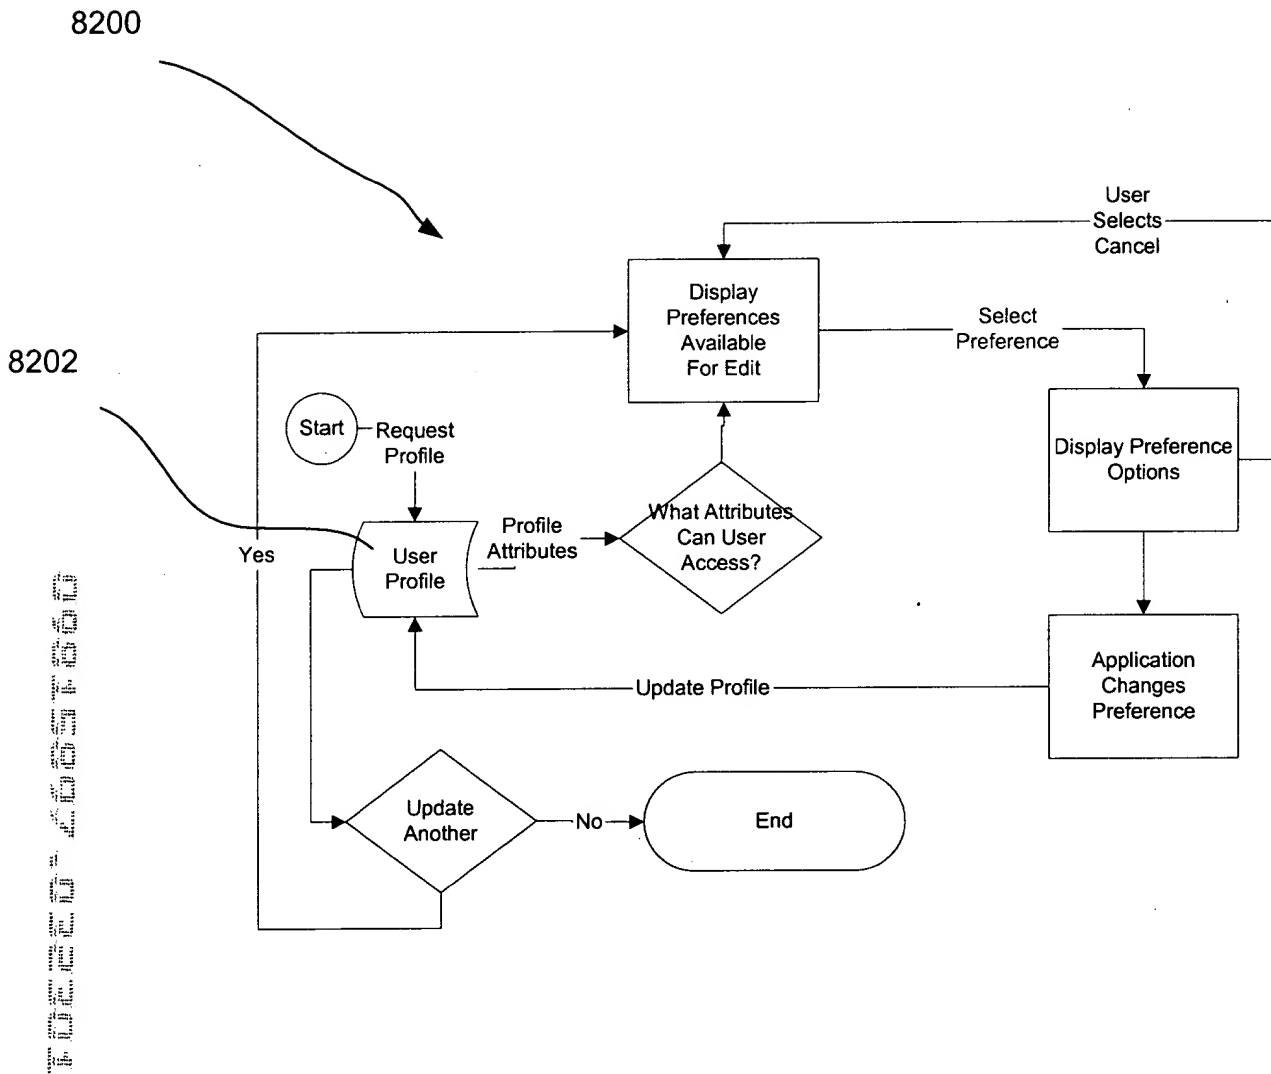 8200
User
Selects
Cancel
Display
Preferences
Available
For Edit
Select
Preference
8202
Start
Request
Profile
Display Preference
Options
What Attributes
Can User
Access?
Profile
Attributes
User
Profile
Yes
Application
Changes
Preference
Update Profile
Update
Another
No
End